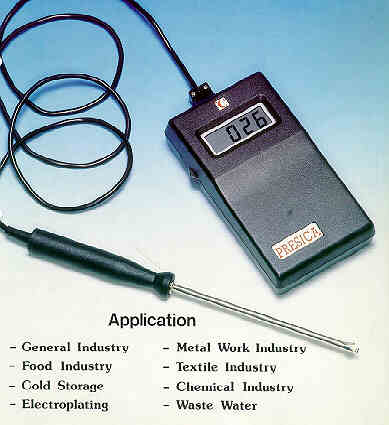 C
026
PRESICA
Application
- General Industry
- Food Industry
- Cold Storage
- Electroplating
- Metal Work Industry
- Textile Industry
- Chemical Industry
- Waste Water